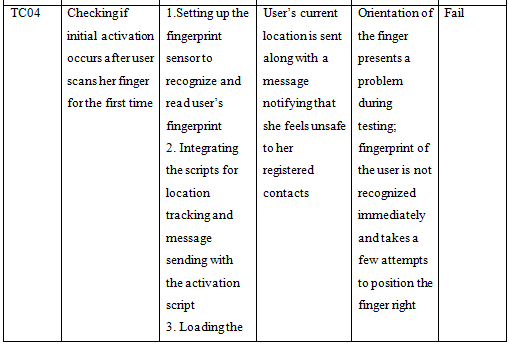 TC04
Checking if
initial activation
occurs after user
scans her finger
for the first time
1.Setting up the
fingerprint
sensor to
recognize and
read user's
fingerprint
2. Integrating
the scripts for
location
tracking and
message
sending with
the activation
script
3. Loading the
User's current
location is sent
along with a
message
notifying that
she feels unsafe
to her
registered
contacts
Orientation of
the finger
presents a
problem
during
testing;
fingerprint of
the user is not
recognized
immediately
and takes a
few attempts
to position the
finger right
Fail